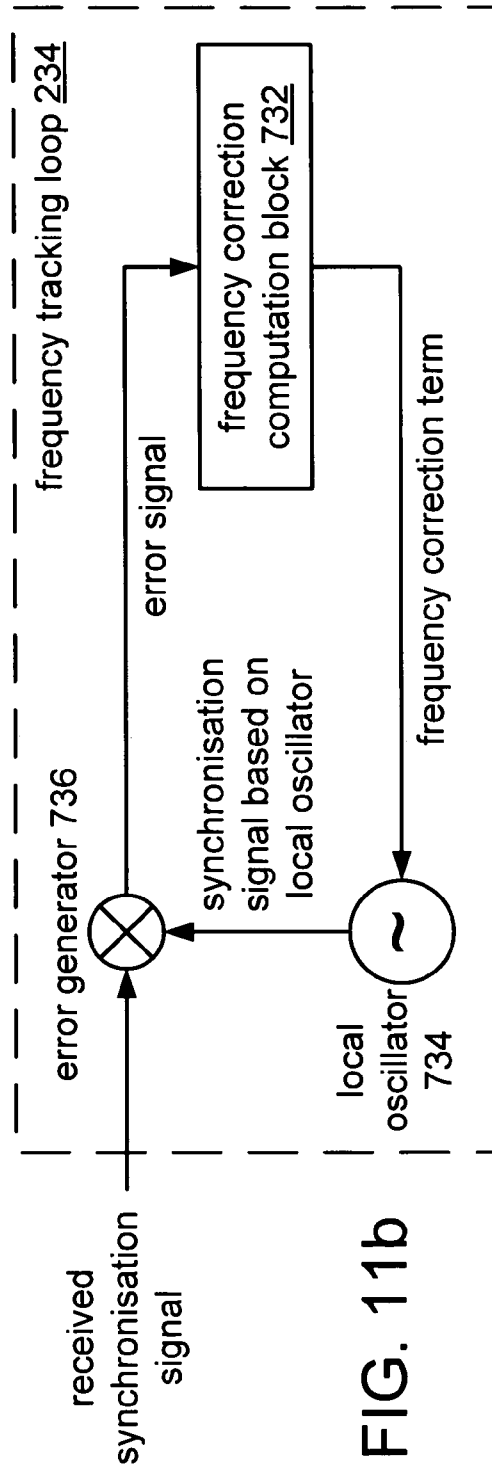 frequency tracking loop 234
error generator 736
received
synchronisation
signal
error signal
frequency correction
computation block 732
synchronisation
signal based on
local oscillator
~
local
oscillator
734
frequency correction term
FIG. 11b